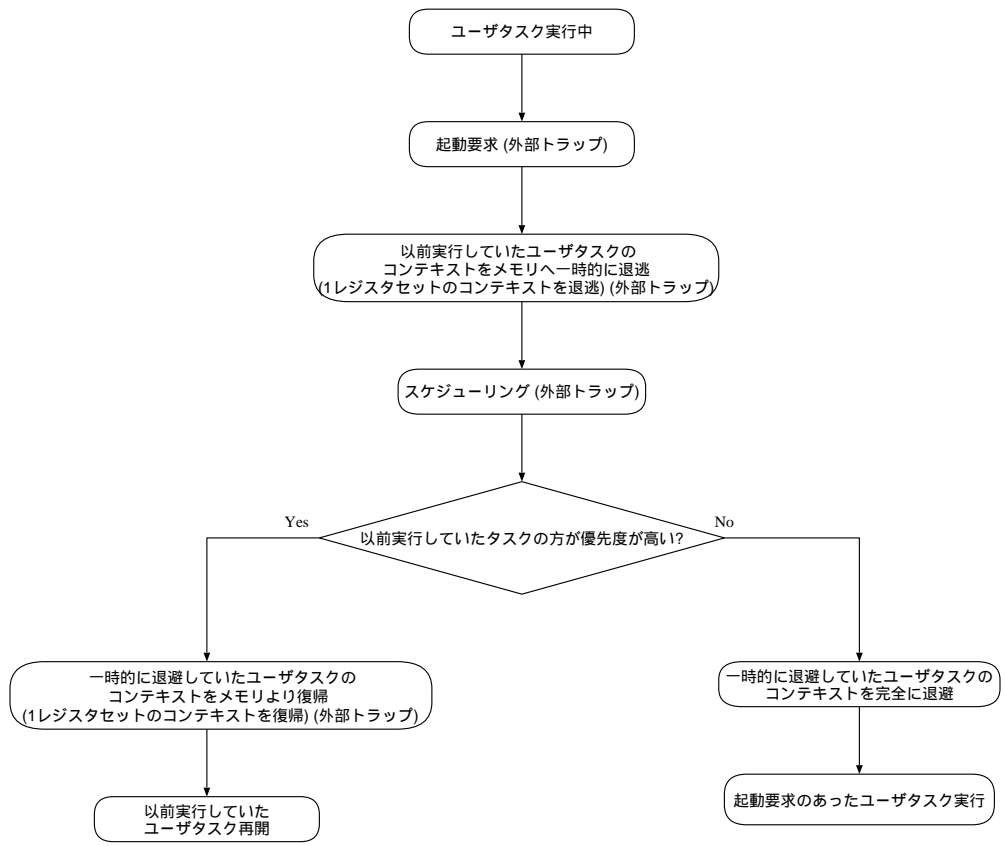 ユーザタスク実行中
起動要求 (外部トラップ)
以前実行していたユーザタスクの
コンテキストをメモリへ一時的に退逃
(1レジスタセットのコンテキストを退逃) (外部トラップ)
スケジューリング (外部トラップ)
以前実行していたタスクの方が優先度が高い?
Yes
No
一時的に退避していたユーザタスクの
コンテキストをメモリより復帰
(1レジスタセットのコンテキストを復帰) (外部トラップ)
一時的に退避していたユーザタスクの
コンテキストを完全に退避
以前実行していた
ユーザタスク再開
起動要求のあったユーザタスク実行